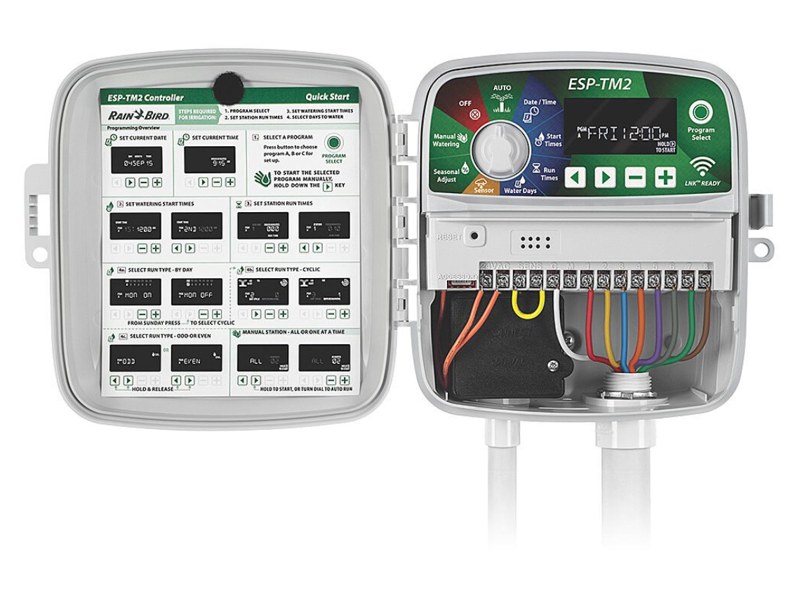 ESP-TM2 Controller
Quick Start
RAIN BIRD
STEPS REQUIRED
FOR IRRIGATION:
1. PROGRAM SELECT
2. SET STATION RUN TIMES
3. SET WATERING START TIMES
4. SELECT DAYS TO WATER
Programming Overview
SET CURRENT DATE
SET CURRENT TIME
SELECT A PROGRAM
Press button to choose
program A, B or C for
set up.
PROGRAM
SELECT
TO START THE SELECTED
PROGRAM MANUALLY,
HOLD DOWN THE KEY
SET WATERING START TIMES
SET STATION RUN TIMES
SELECT RUN TYPE - BY DAY
SELECT RUN TYPE - CYCLIC
MON ON
MON OFF
FROM SUNDAY PRESS TO SELECT CYCLIC
SELECT RUN TYPE - ODD OR EVEN
MANUAL STATION - ALL OR ONE AT A TIME
ODD
OR
EVEN
ALL
ALL
HOLD & RELEASE
HOLD TO START, OR TURN DIAL TO AUTO RUN
ESP-TM2
AUTO
OFF
Date / Time
Manual
Watering
Start
Times
Seasonal
Adjust
Run
Times
Sensor
Water Days
PGM
A
FRI 12:00 PM
HOLD
TO START
Program
Select
LNK™ READY
RESET